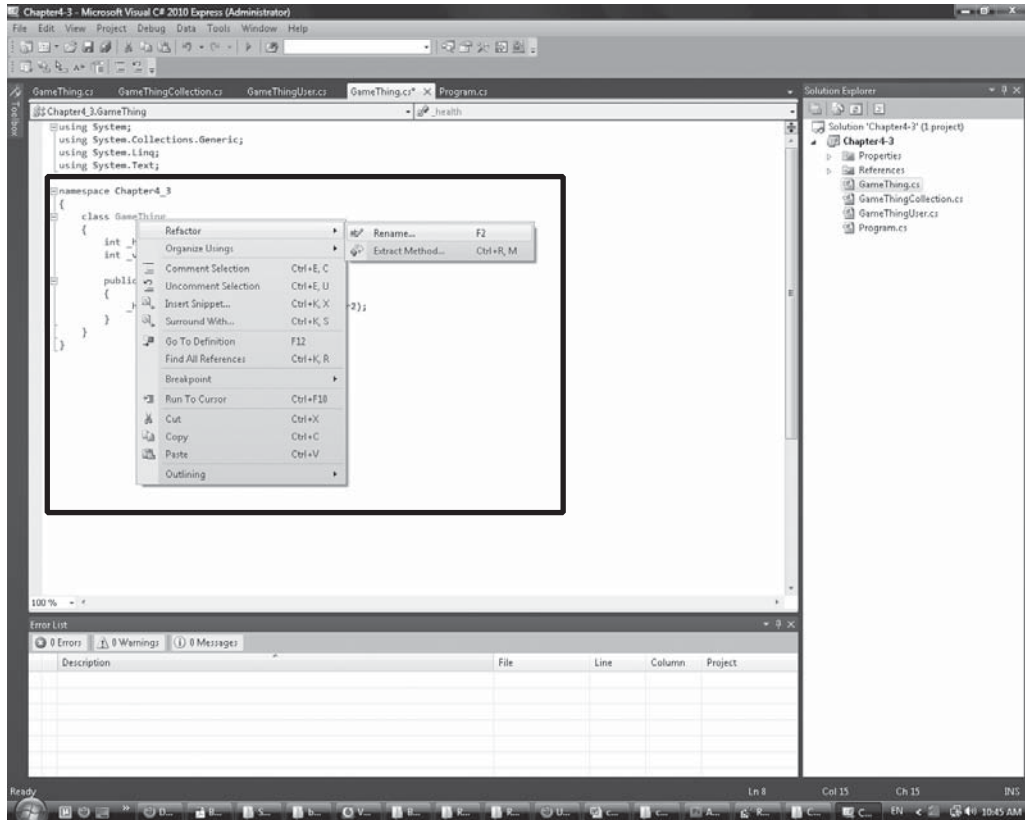 Chapter4-3 - Microsoft Visual C# 2010 Express (Administrator)
File Edit View Project Debug Data Tools Window Help
GameThing.cs GameThingCollection.cs GameThingUser.cs GameThing.cs* Program.cs
Toolbox
Chapter4_3.GameThing _health
using System;
using System.Collections.Generic;
using System.Linq;
using System.Text;
namespace Chapter4_3
{
class GameThing
{
int
int
public
{
2);
}
}
}
Refactor
Organize Usings
Comment Selection Ctrl+E, C
Uncomment Selection Ctrl+E, U
Insert Snippet... Ctrl+K, X
Surround With... Ctrl+K, S
Go To Definition F12
Find All References Ctrl+K, R
Breakpoint
Run To Cursor Ctrl+F10
Cut Ctrl+X
Copy Ctrl+C
Paste Ctrl+V
Outlining
Rename... F2
Extract Method... Ctrl+R, M
100 %
Error List
0 Errors 0 Warnings 0 Messages
Description File Line Column Project
Solution Explorer
Solution 'Chapter4-3' (1 project)
Chapter4-3
Properties
References
GameThing.cs
GameThingCollection.cs
GameThingUser.cs
Program.cs
Ready Ln 8 Col 15 Ch 15 INS
D... B... S... b... V... B... R... R... U... C... C... A... R... C... C... EN 10:45 AM